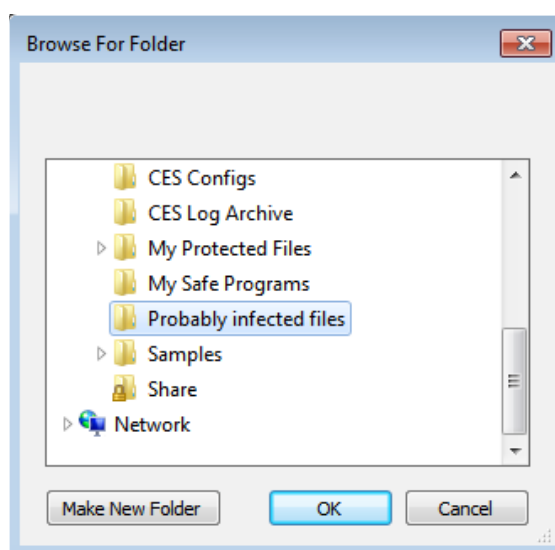 Browse For Folder
CES Configs
CES Log Archive
My Protected Files
My Safe Programs
Probably infected files
Samples
Share
Network
Make New Folder
OK
Cancel